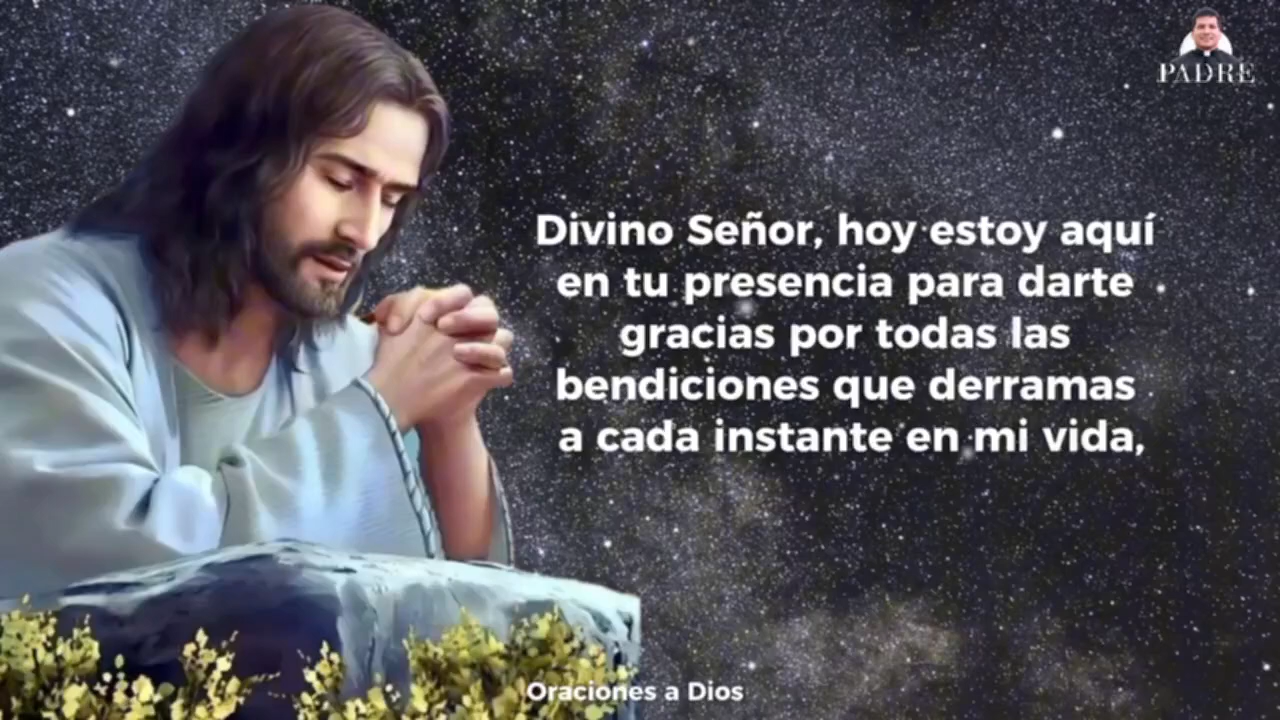 PADRE
Divino Señor, hoy estoy aquí
en tu presencia para darte
gracias por todas las
bendiciones que derramas
a cada instante en mi vida,
Oraciones a Dios